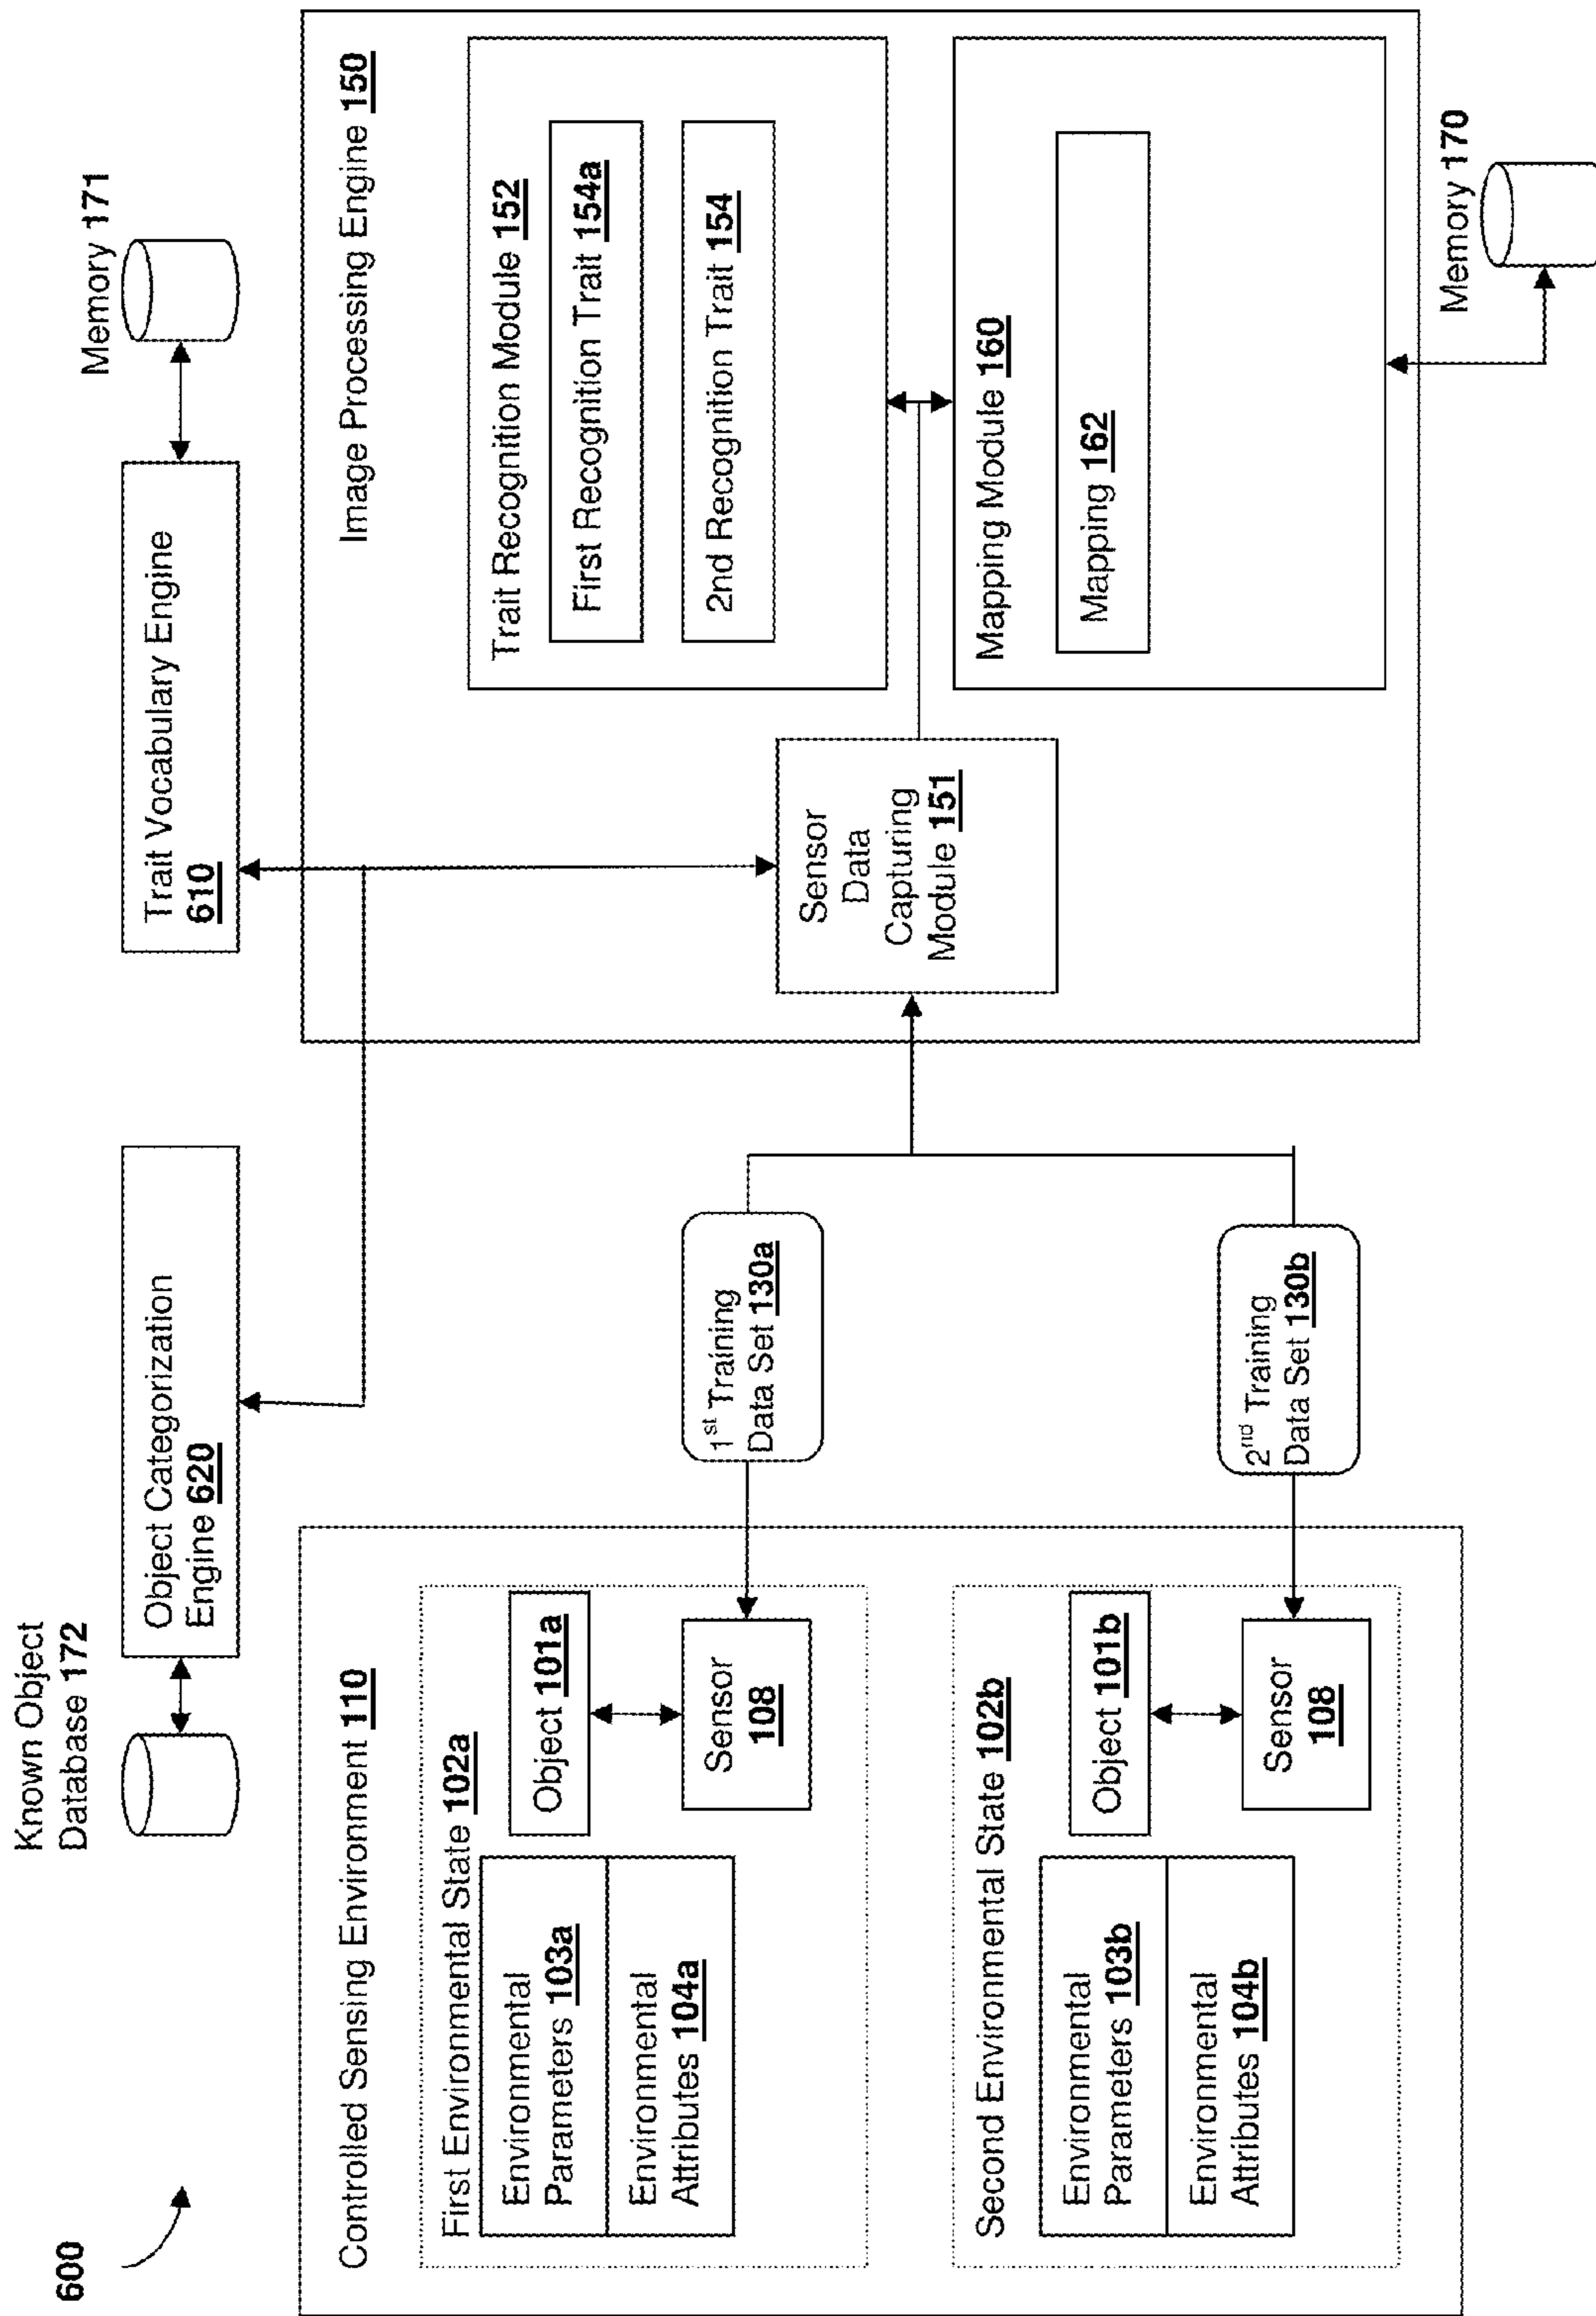 600
Known Object
Database 172
Object Categorization
Engine 620
Trait Vocabulary Engine
610
Memory 171
Controlled Sensing Environment 110
First Environmental State 102a
Environmental
Parameters 103a
Environmental
Attributes 104a
Object 101a
Sensor
108
Second Environmental State 102b
Environmental
Parameters 103b
Environmental
Attributes 104b
Object 101b
Sensor
108
1st Training
Data Set 130a
2nd Training
Data Set 130b
Image Processing Engine 150
Sensor
Data
Capturing
Module 151
Trait Recognition Module 152
First Recognition Trait 154a
2nd Recognition Trait 154
Mapping Module 160
Mapping 162
Memory 170